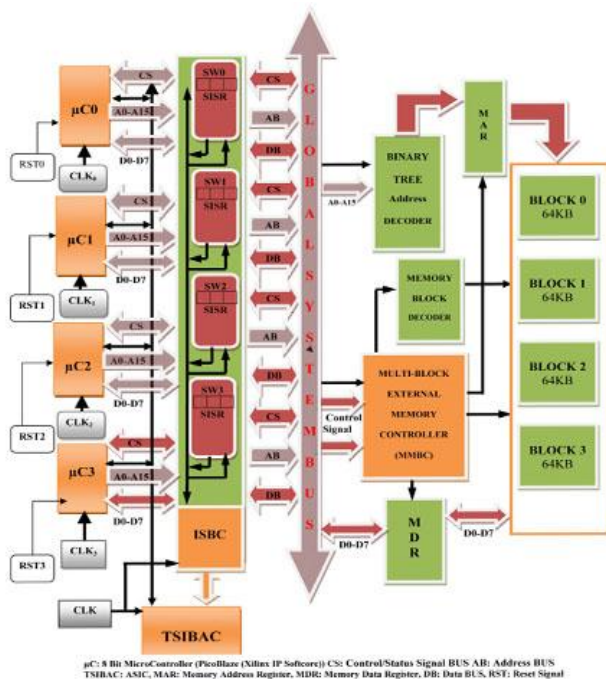 µC0
CS
A0-A15
D0-D7
RST0
CLK₀
µC1
CS
A0-A15
D0-D7
RST1
CLK₁
µC2
CS
A0-A15
D0-D7
RST2
µC3
CS
A0-A15
D0-D7
RST3
CLK₃
CLK
TSIBAC
SW0
SISR
SW1
SISR
SW2
SISR
SW3
SISR
ISBC
CS
AB
DB
CS
AB
DB
CS
AB
DB
CS
AB
DB
GLOBAL SYSTEM BUS
A0-A15
BINARY
TREE
Address
DECODER
MAR
MEMORY
BLOCK
DECODER
Control
Signal
MULTI-BLOCK
EXTERNAL
MEMORY
CONTROLLER
(MMBC)
D0-D7
MDR
D0-D7
BLOCK 0
64KB
BLOCK 1
64KB
BLOCK 2
64KB
BLOCK 3
64KB
µC: 8 Bit MicroController (PicoBlaze (Xilinx IP Softcore)) CS: Control/Status Signal BUS AB: Address BUS
TSIBAC: ASIC, MAR: Memory Address Register, MDR: Memory Data Register, DB: Data BUS, RST: Reset Signal